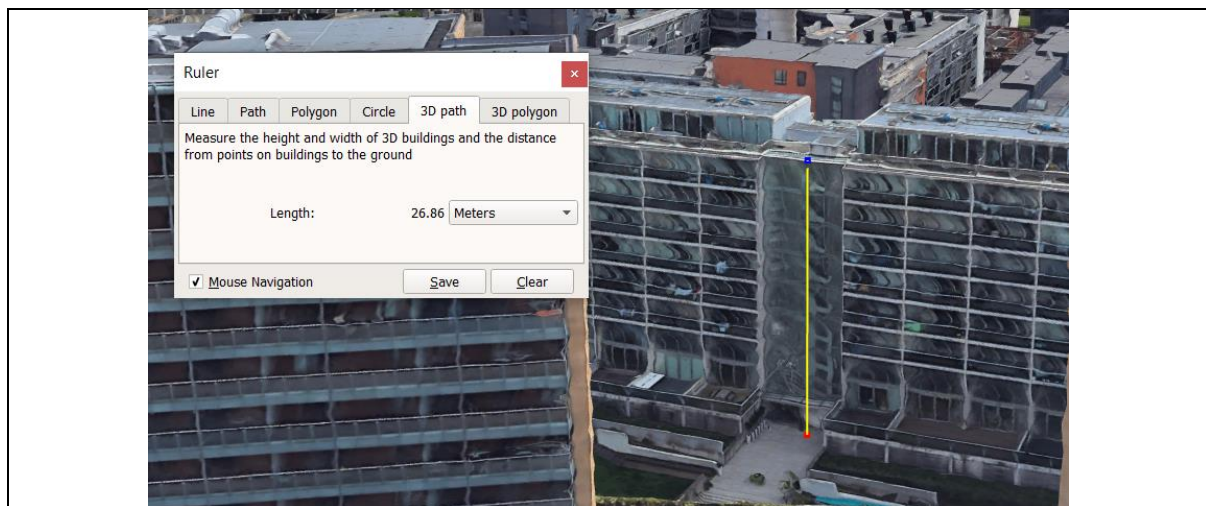 Ruler
Line Path Polygon Circle 3D path 3D polygon
Measure the height and width of 3D buildings and the distance
from points on buildings to the ground
Length: 26.86 Meters
Mouse Navigation Save Clear